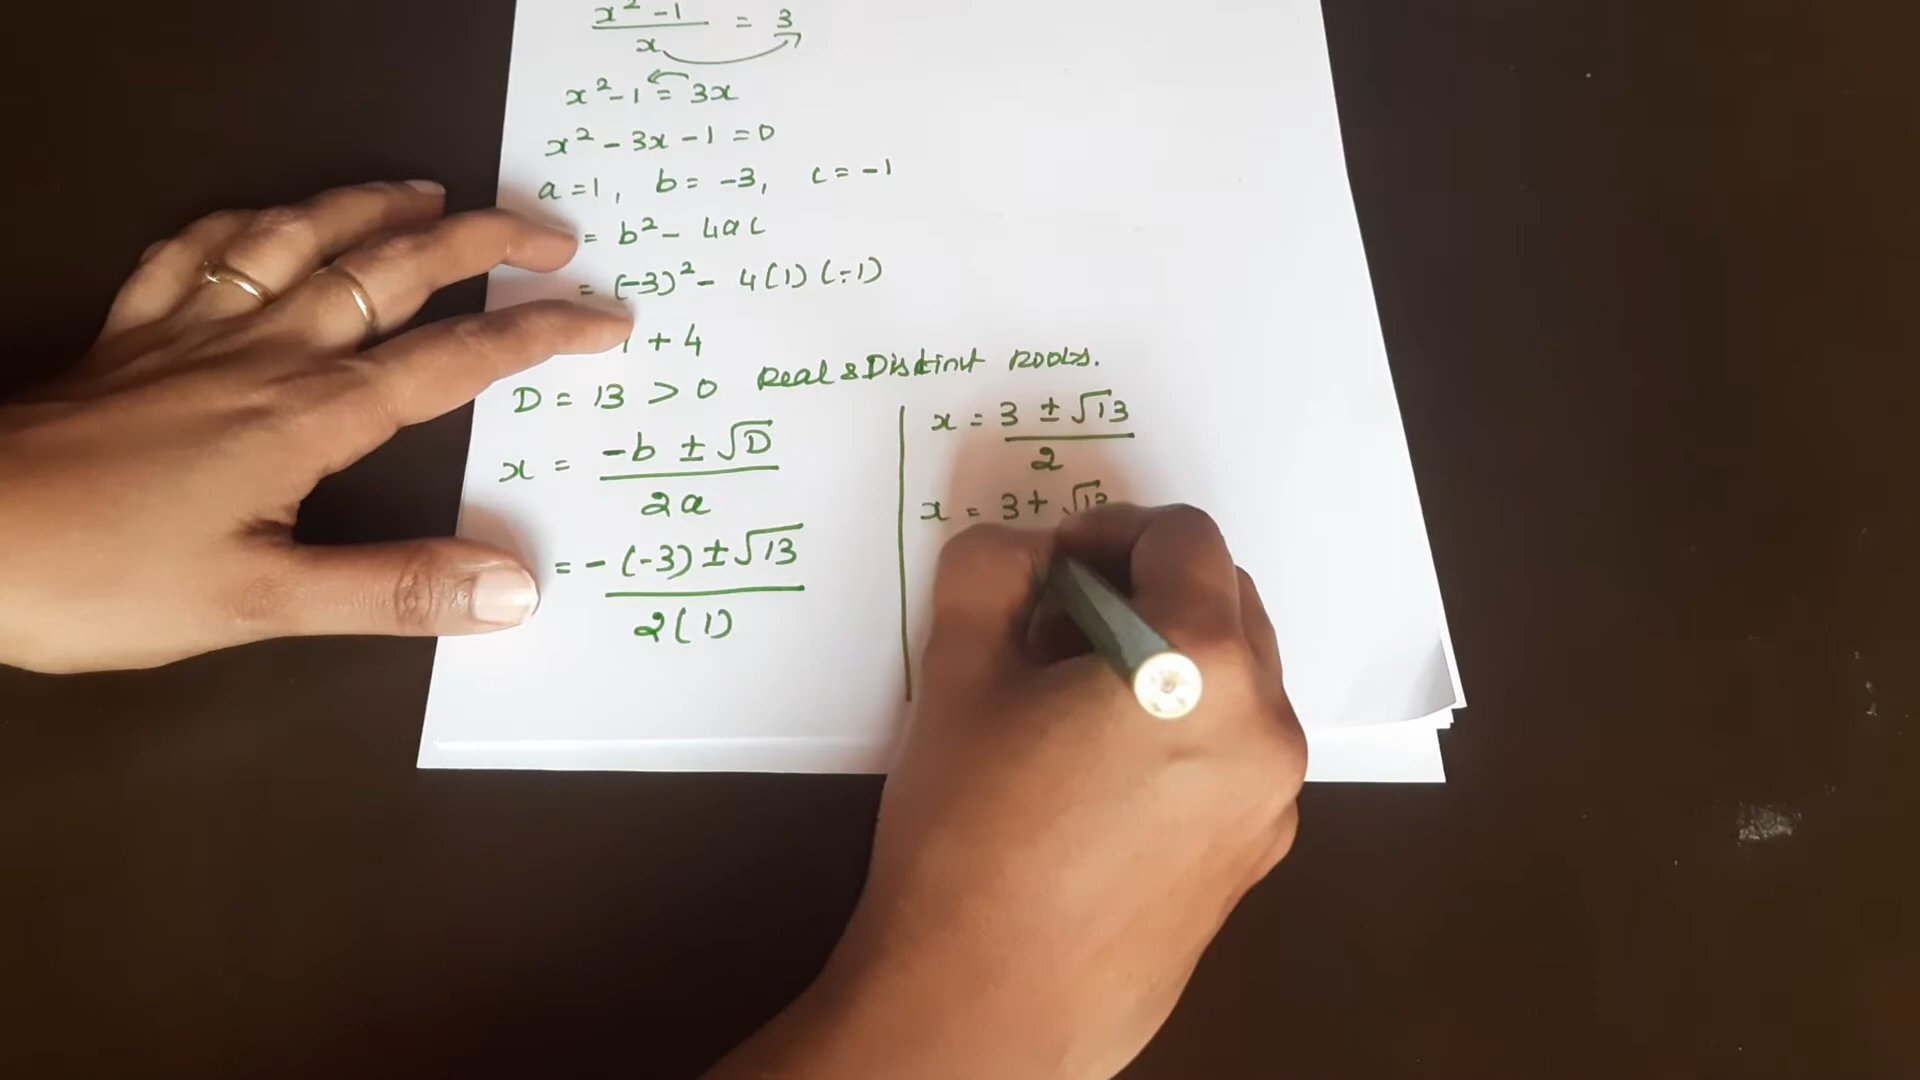 x² - 1 / x = 3
x² - 1 = 3x
x² - 3x - 1 = 0
a = 1, b = -3, c = -1
= b² - 4ac
= (-3)² - 4(1)(-1)
+ 4
D = 13 > 0 Real & Distinct Roots.
x = -b ± √D / 2a
= -(-3) ± √13 / 2(1)
x = 3 ± √13 / 2
x = 3 + √13